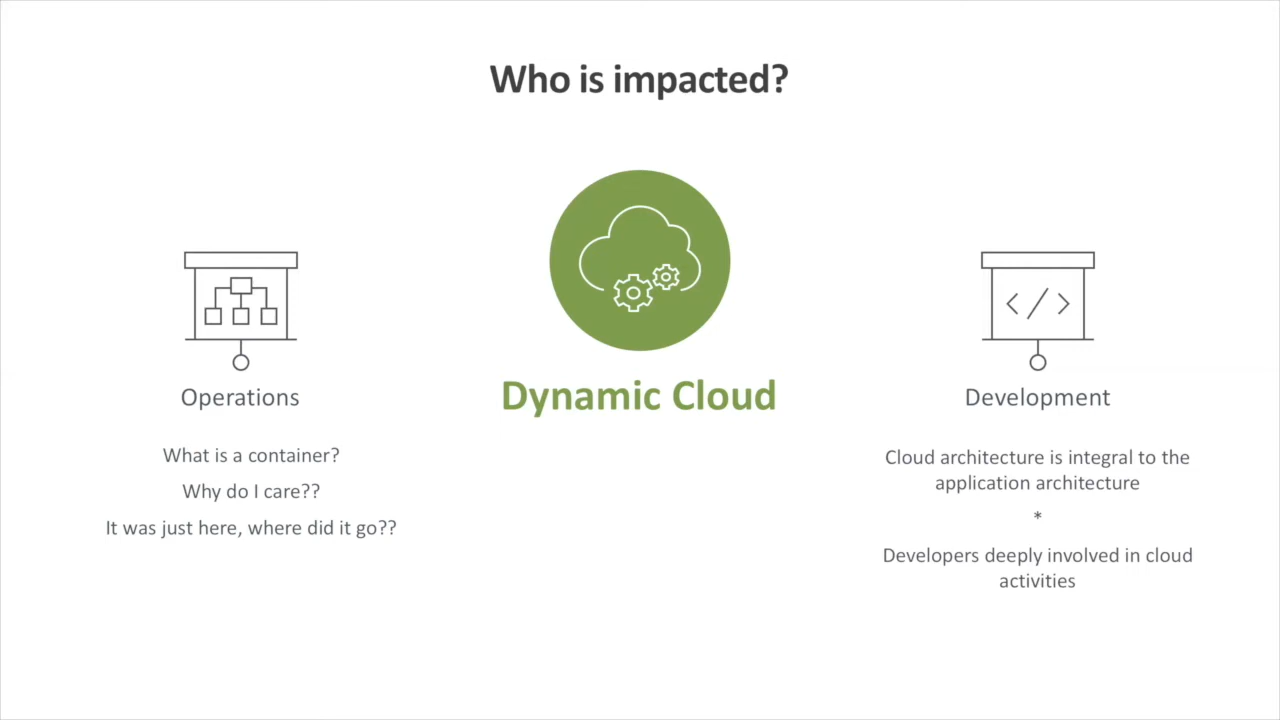 Who is impacted?
Dynamic Cloud
Operations
What is a container?
Why do I care??
It was just here, where did it go??
Development
Cloud architecture is integral to the
application architecture
*
Developers deeply involved in cloud
activities